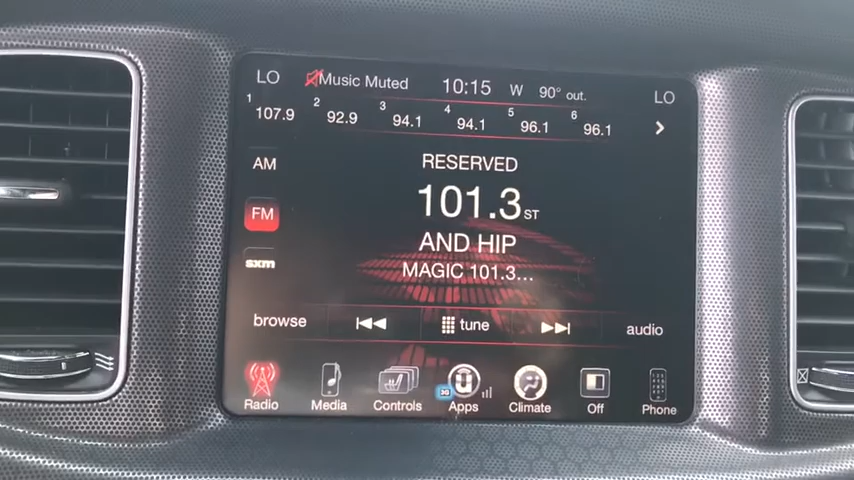 LO Music Muted 10:15 W 90° out. LO
1 107.9 2 92.9 3 94.1 4 94.1 5 96.1 6 96.1
AM
RESERVED
FM
101.3 ST
AND HIP
sxm
MAGIC 101.3...
browse tune audio
3G
Radio Media Controls Apps Climate Off Phone